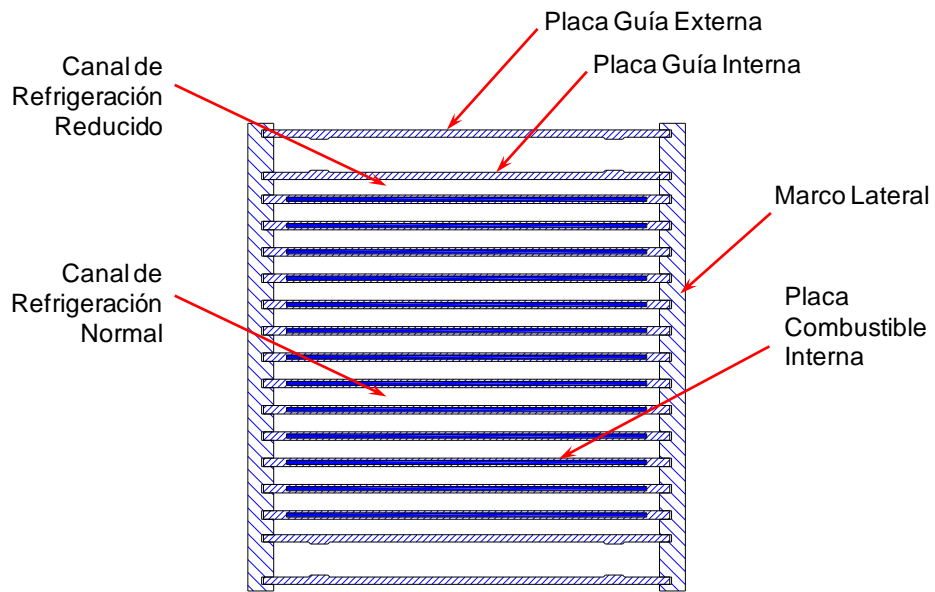 Placa Guía Externa
Placa Guía Interna
Canal de
Refrigeración
Reducido
Marco Lateral
Canal de
Refrigeración
Normal
Placa
Combustible
Interna